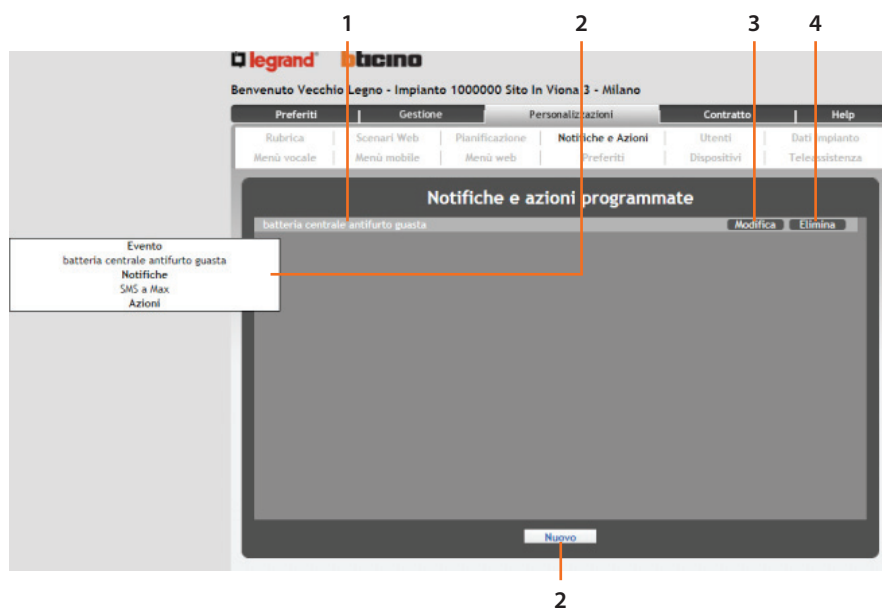 1 2 3 4
legrand bticino
Benvenuto Vecchio Legno - Impianto 1000000 Sito In Viona 3 - Milano
Preferiti | Gestione Personalizzazioni Contratto | Help
Rubrica | Scenari Web | Pianificazione | Notifiche e Azioni | Utenti | Dati Impianto
Menù vocale | Menù mobile | Menù web | Preferiti | Dispositivi | Teleassistenza
Notifiche e azioni programmate
batteria centrale antifurto guasta Modifica Elimina
Evento
batteria centrale antifurto guasta
Notifiche
SMS a Max
Azioni
2
Nuovo
2